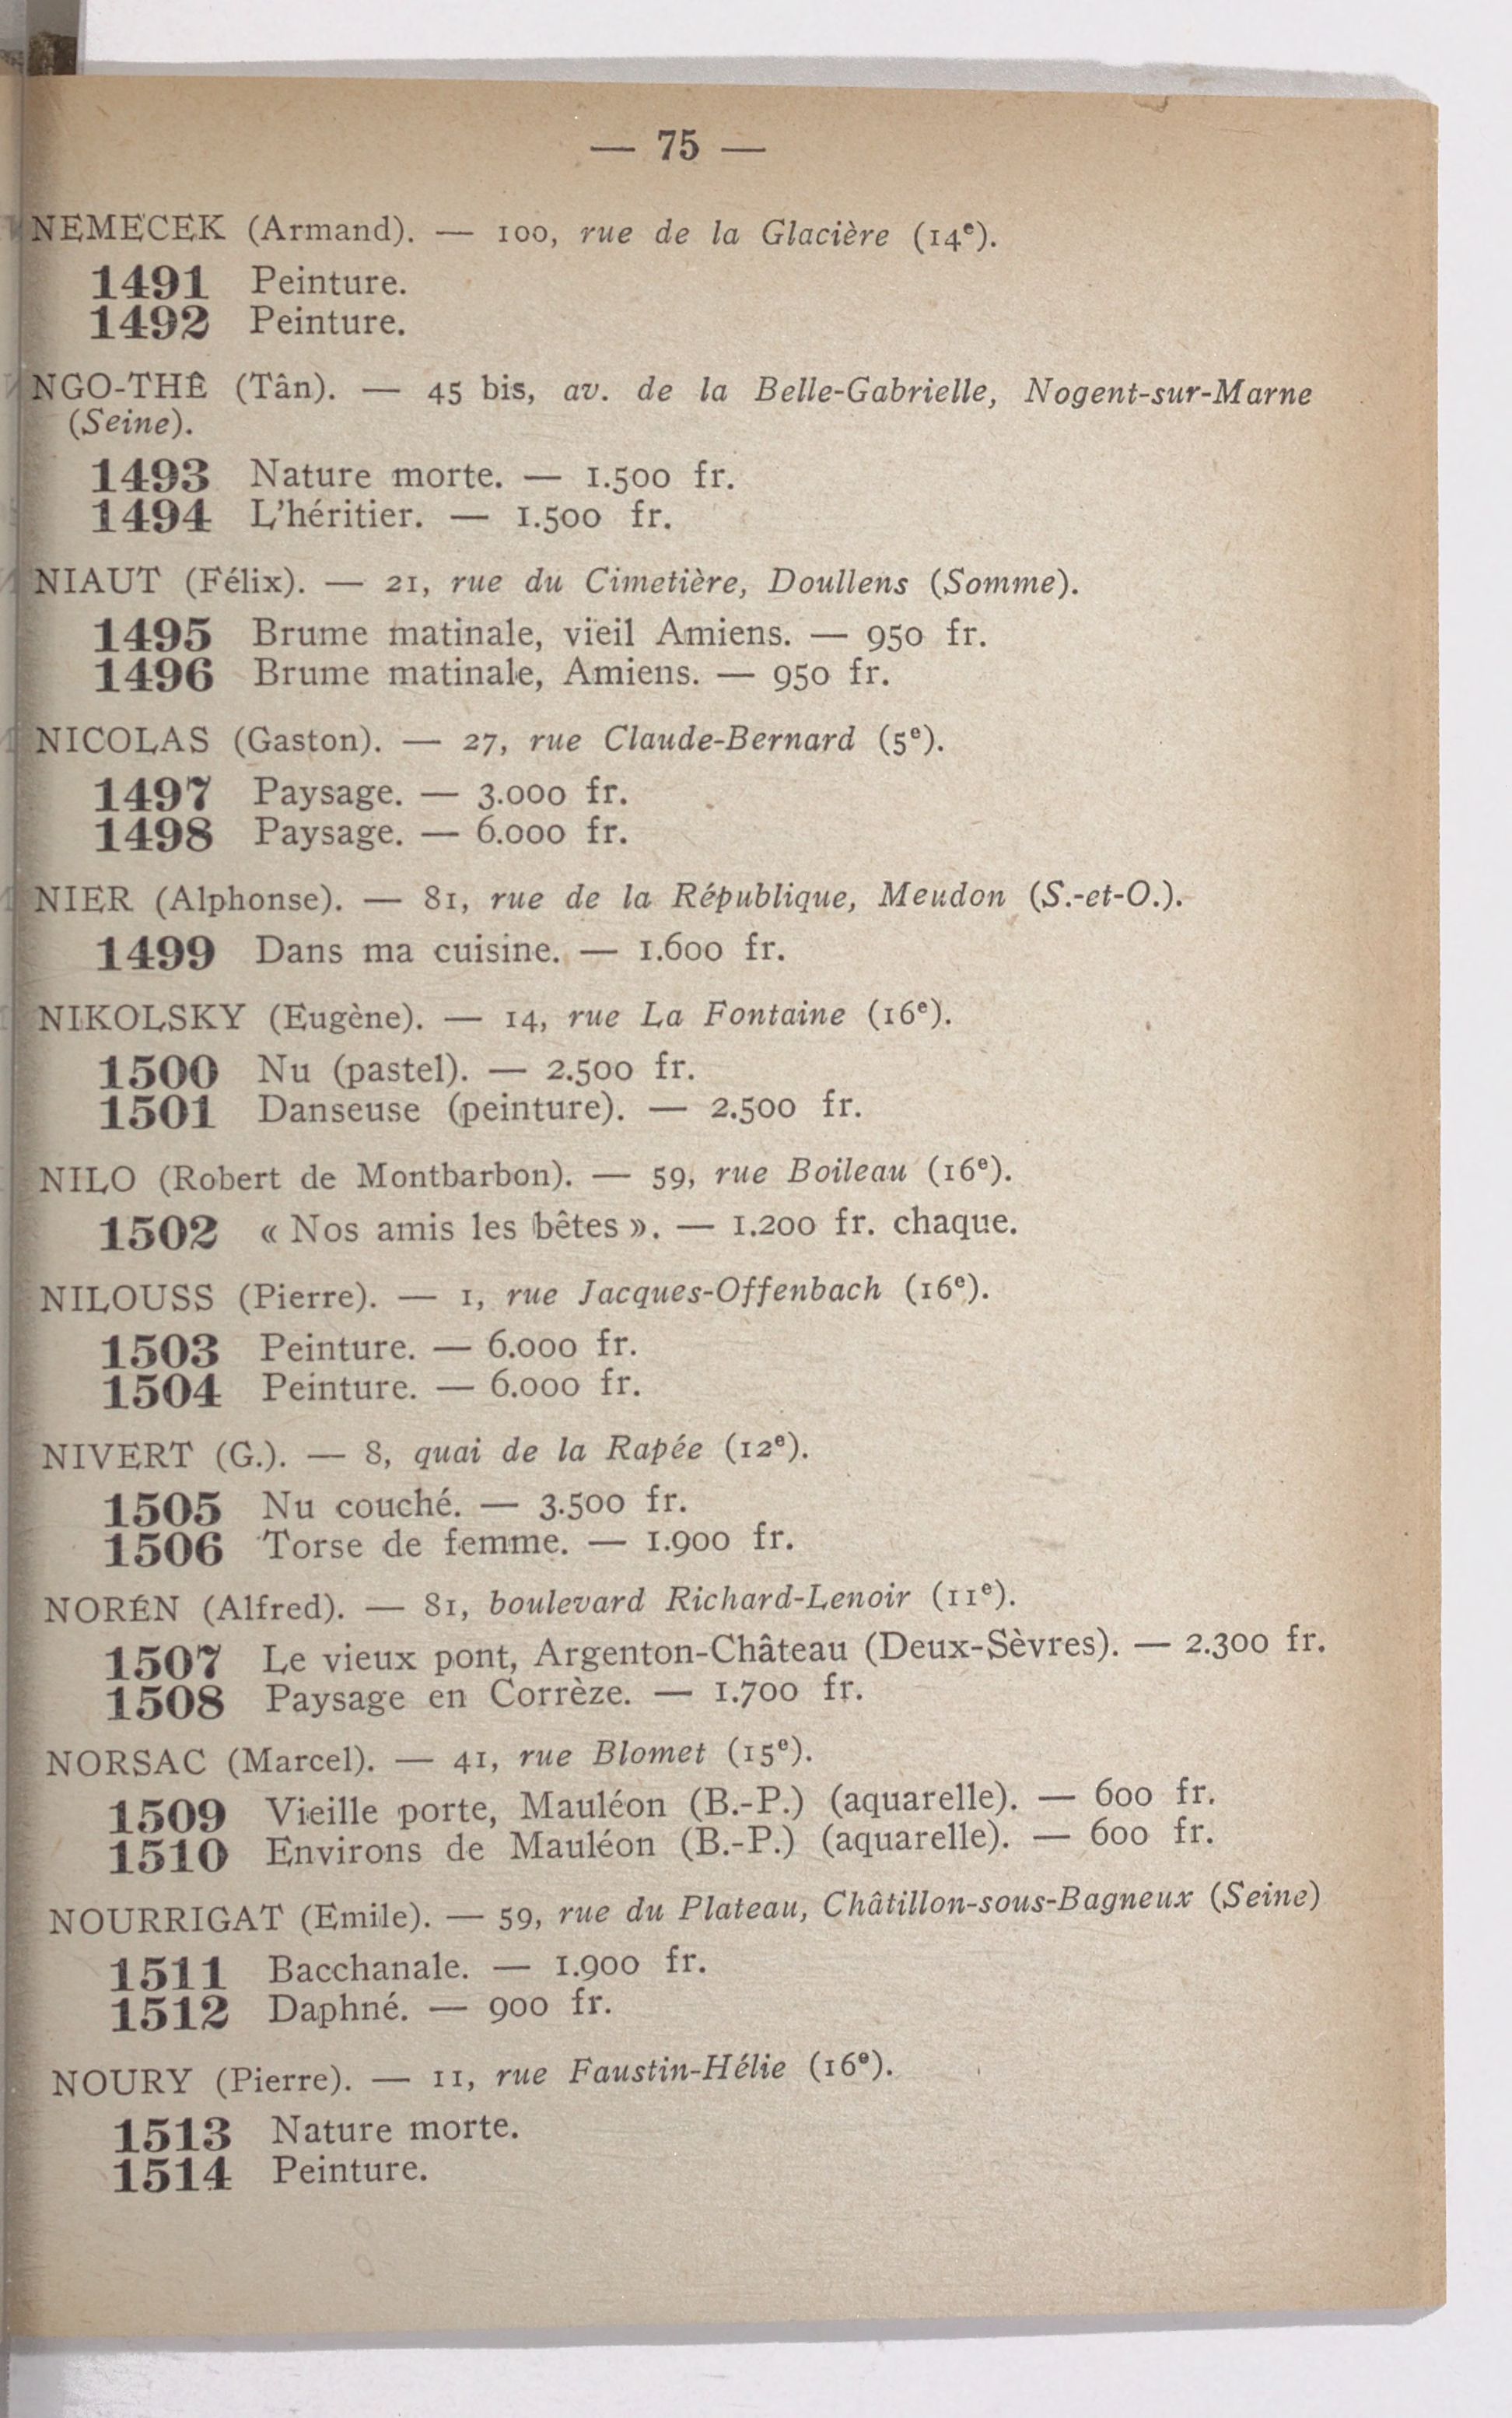 — 75 —
NEMECEK (Armand). — 100, rue de la Glacière (14e).
1491 Peinture.
1492 Peinture.
NGO-THÊ (Tân). — 45 bis, av. de la Belle-Gabrielle, Nogent-sur-Marne
(Seine).
1493 Nature morte. — 1.500 fr.
1494 L'héritier. — 1.500 fr.
NIAUT (Félix). — 21, rue du Cimetière, Doullens (Somme).
1495 Brume matinale, vieil Amiens. — 950 fr.
1496 Brume matinale, Amiens. — 950 fr.
NICOLAS (Gaston). — 27, rue Claude-Bernard (5e).
1497 Paysage. — 3.000 fr.
1498 Paysage. — 6.000 fr.
NIER (Alphonse). — 81, rue de la République, Meudon (S.-et-O.).
1499 Dans ma cuisine. — 1.600 fr.
NIKOLSKY (Eugène). — 14, rue La Fontaine (16e).
1500 Nu (pastel). — 2.500 fr.
1501 Danseuse (peinture). — 2.500 fr.
NILO (Robert de Montbarbon). — 59, rue Boileau (16e).
1502 « Nos amis les bêtes ». — 1.200 fr. chaque.
NILOUSS (Pierre). — 1, rue Jacques-Offenbach (16e).
1503 Peinture. — 6.000 fr.
1504 Peinture. — 6.000 fr.
NIVERT (G.). — 8, quai de la Rapée (12e).
1505 Nu couché. — 3.500 fr.
1506 Torse de femme. — 1.900 fr.
NORÉN (Alfred). — 81, boulevard Richard-Lenoir (11e).
1507 Le vieux pont, Argenton-Château (Deux-Sèvres). — 2.300 fr.
1508 Paysage en Corrèze. — 1.700 fr.
NORSAC (Marcel). — 41, rue Blomet (15e).
1509 Vieille porte, Mauléon (B.-P.) (aquarelle). — 600 fr.
1510 Environs de Mauléon (B.-P.) (aquarelle). — 600 fr.
NOURRIGAT (Emile). — 59, rue du Plateau, Châtillon-sous-Bagneux (Seine)
1511 Bacchanale. — 1.900 fr.
1512 Daphné. — 900 fr.
NOURY (Pierre). — 11, rue Faustin-Hélie (16e).
1513 Nature morte.
1514 Peinture.